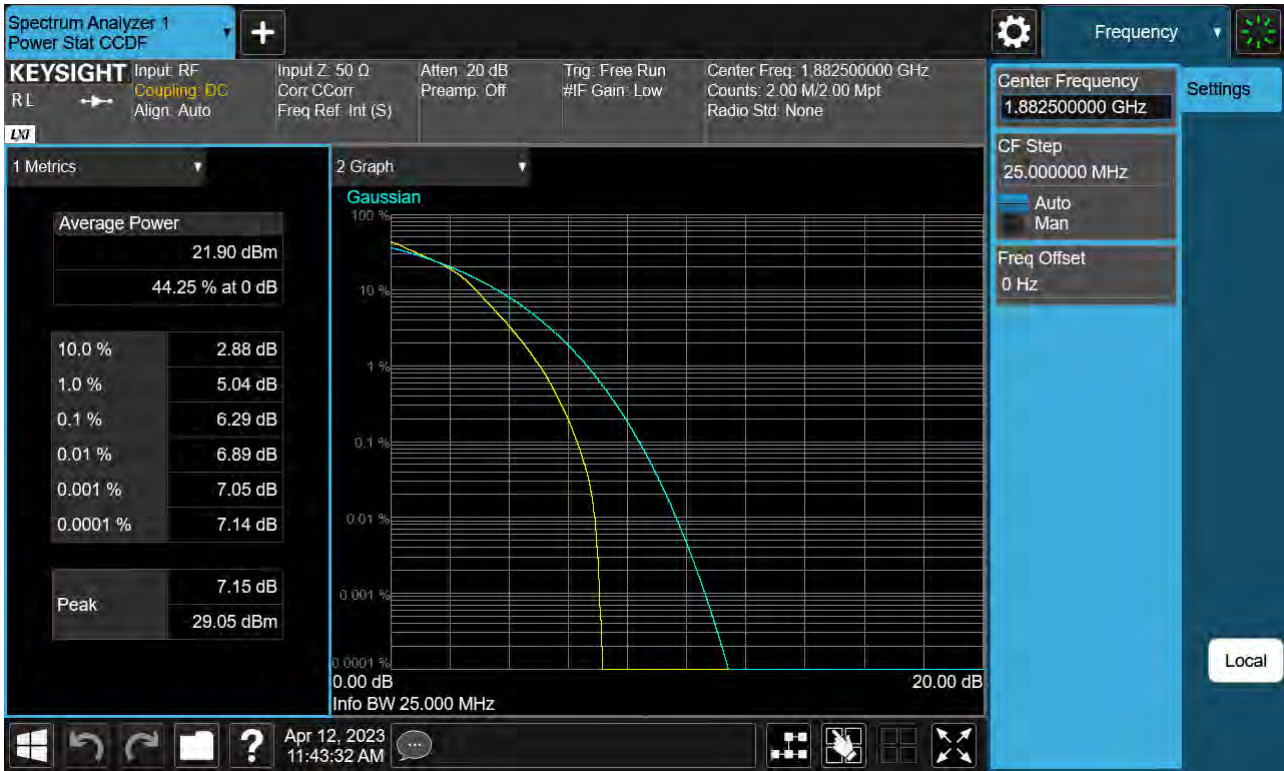 Spectrum Analyzer 1
Power Stat CCDF
+
Frequency
KEYSIGHT
RL
LXI
Input: RF
Coupling: DC
Align: Auto
Input Z: 50 Ω
Corr CCorr
Freq Ref: Int (S)
Atten: 20 dB
Preamp: Off
Trig: Free Run
#IF Gain: Low
Center Freq: 1.882500000 GHz
Counts: 2.00 M/2.00 Mpt
Radio Std: None
Center Frequency
1.882500000 GHz
Settings
CF Step
25.000000 MHz
Auto
Man
Freq Offset
0 Hz
1 Metrics
Average Power
21.90 dBm
44.25 % at 0 dB
10.0 % 2.88 dB
1.0 % 5.04 dB
0.1 % 6.29 dB
0.01 % 6.89 dB
0.001 % 7.05 dB
0.0001 % 7.14 dB
Peak
7.15 dB
29.05 dBm
2 Graph
Gaussian
100 %
10 %
1 %
0.1 %
0.01 %
0.001 %
0.0001 %
0.00 dB 20.00 dB
Info BW 25.000 MHz
Local
?
Apr 12, 2023
11:43:32 AM